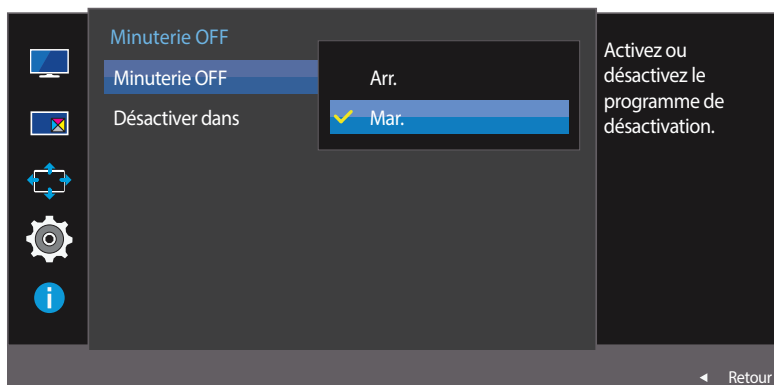 Minuterie OFF
Minuterie OFF
Arr.
Désactiver dans
Mar.
Activez ou
désactivez le
programme de
désactivation.
Retour